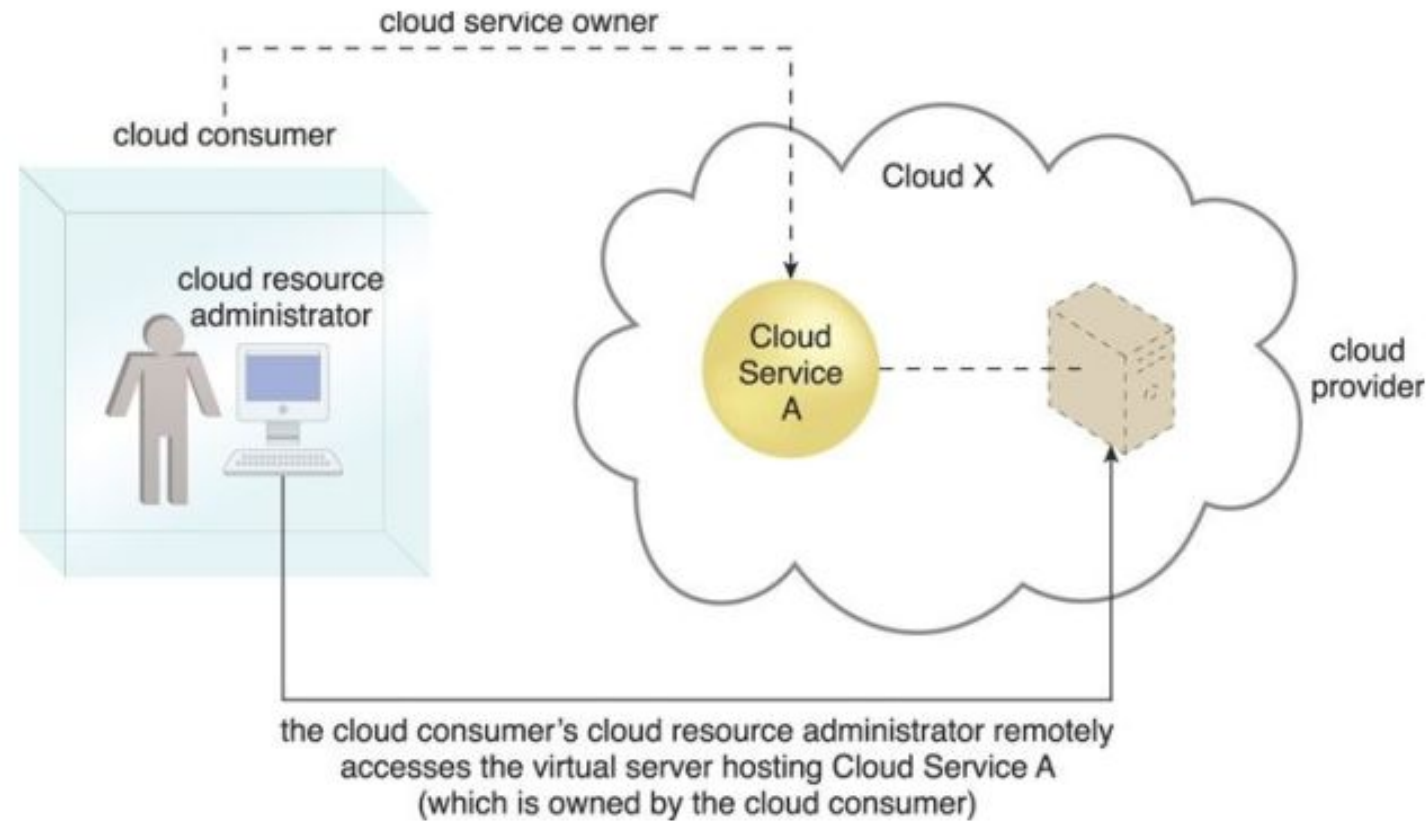 cloud service owner
cloud consumer
Cloud X
cloud resource
administrator
Cloud
Service
A
cloud
provider
the cloud consumer's cloud resource administrator remotely
accesses the virtual server hosting Cloud Service A
(which is owned by the cloud consumer)